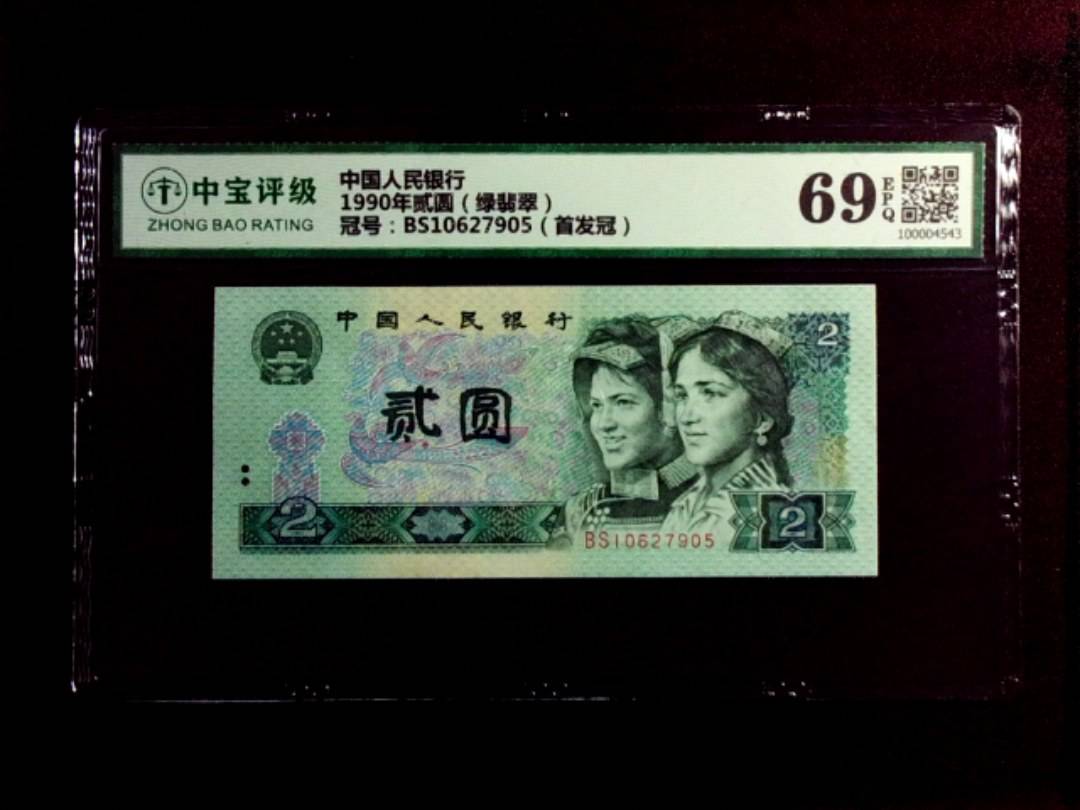 中宝评级
ZHONG BAO RATING
中国人民银行
1990年贰圆（绿翡翠）
冠号：BS10627905（首发冠）
69
EPQ
100004543
中国人民银行
2
贰圆
2
BS10627905
2